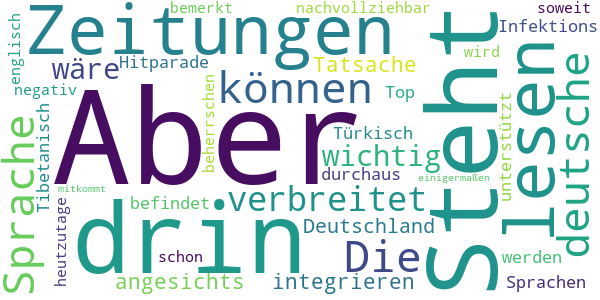 bemerkt
nachvollziehbar
soweit
Zeitungen
Infektions
englisch
wäre
Hitparade
Tatsache
wird
negativ
können
Top
Aber
Steht
lesen
deutsche
Sprache
Tibetanisch
beherrschen
Türkisch
wichtig
unterstützt
durchaus
mitkommt
verbreitet
einigermaßen
heutzutage
drin
befindet
Deutschland
Die
schon
werden
angesichts
integrieren
Sprachen